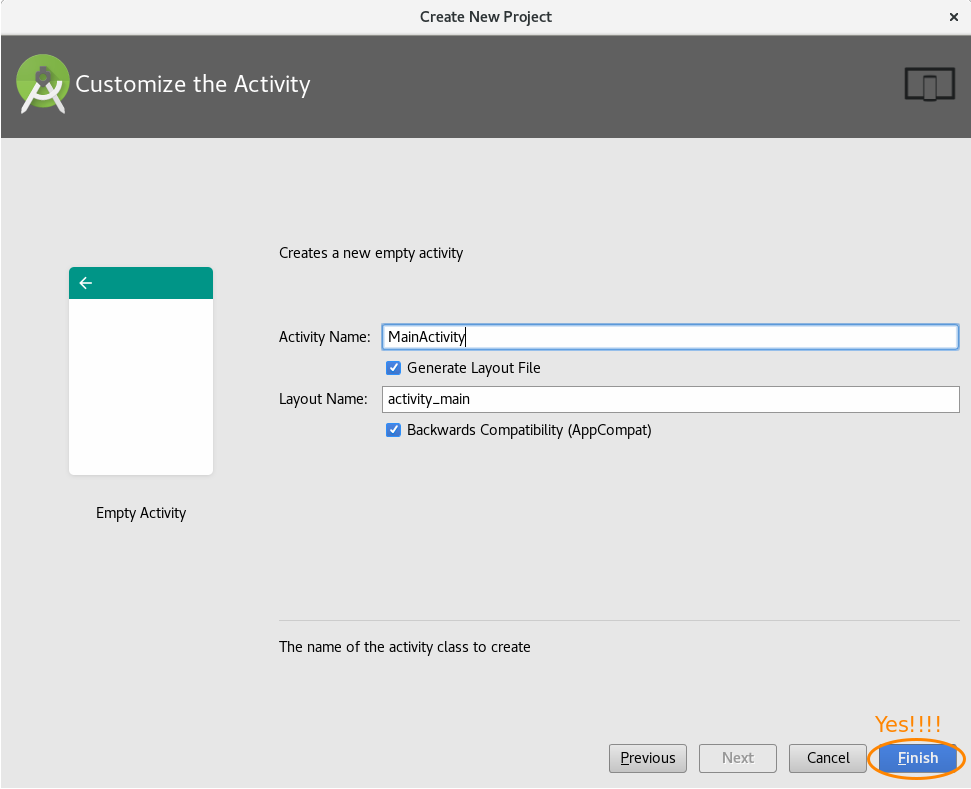 Create New Project
Customize the Activity
Creates a new empty activity
Activity Name: MainActivity
Generate Layout File
Layout Name: activity_main
Backwards Compatibility (AppCompat)
Empty Activity
The name of the activity class to create
Yes!!!!
Previous Next Cancel Finish